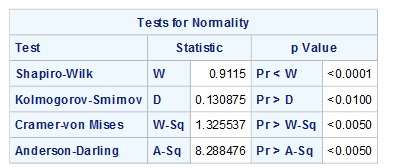 Tests for Normality
Test Statistic p Value
Shapiro-Wilk W 0.9115 Pr < W <0.0001
Kolmogorov-Smirnov D 0.130875 Pr > D <0.0100
Cramer-von Mises W-Sq 1.325537 Pr > W-Sq <0.0050
Anderson-Darling A-Sq 8.288476 Pr > A-Sq <0.0050